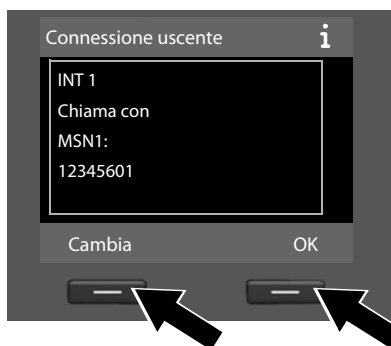 Connessione uscente i
INT 1
Chiama con
MSN1:
12345601
Cambia OK